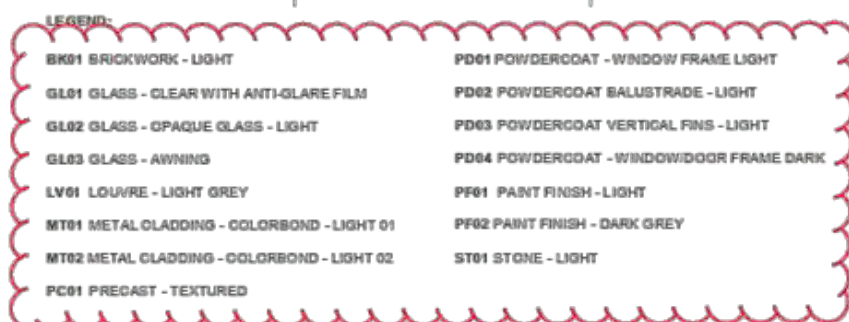 LEGEND:
BK01 BRICKWORK - LIGHT
GL01 GLASS - CLEAR WITH ANTI-GLARE FILM
GL02 GLASS - OPAQUE GLASS - LIGHT
GL03 GLASS - AWNING
LV01 LOUVRE - LIGHT GREY
MT01 METAL CLADDING - COLORBOND - LIGHT 01
MT02 METAL CLADDING - COLORBOND - LIGHT 02
PC01 PRECAST - TEXTURED
PD01 POWDERCOAT - WINDOW FRAME LIGHT
PD02 POWDERCOAT BALUSTRADE - LIGHT
PD03 POWDERCOAT VERTICAL FINS - LIGHT
PD04 POWDERCOAT - WINDOW/DOOR FRAME DARK
PF01 PAINT FINISH - LIGHT
PF02 PAINT FINISH - DARK GREY
ST01 STONE - LIGHT